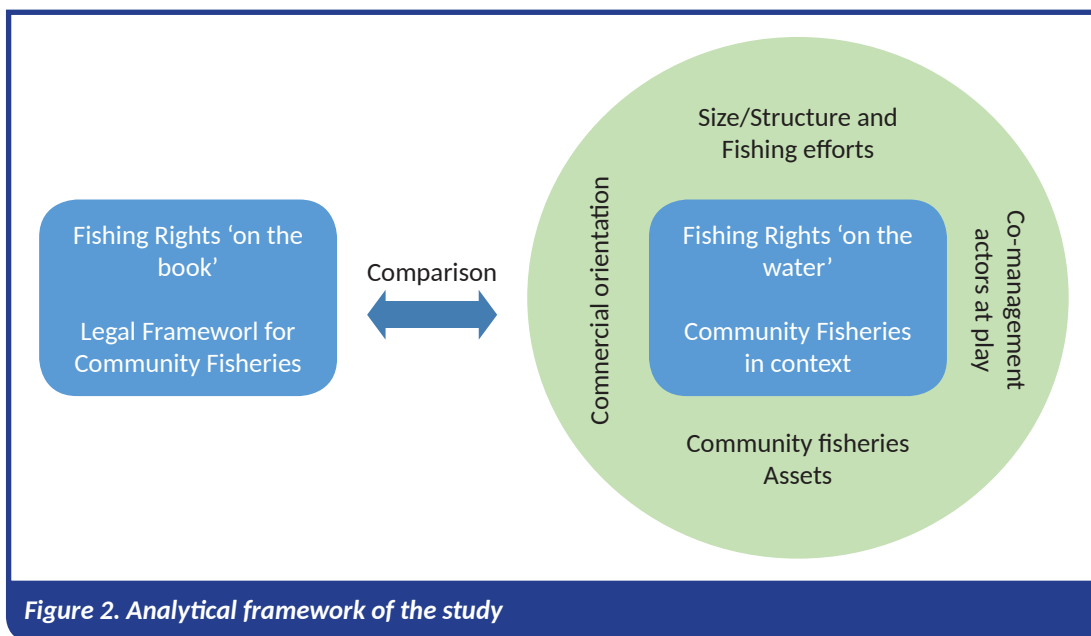 Fishing Rights ‘on the
book’
Legal Frameworl for
Community Fisheries
Comparison
Size/Structure and
Fishing efforts
Commercial orientation
Fishing Rights ‘on the
water’
Community Fisheries
in context
Co-management
actors at play
Community fisheries
Assets
Figure 2. Analytical framework of the study